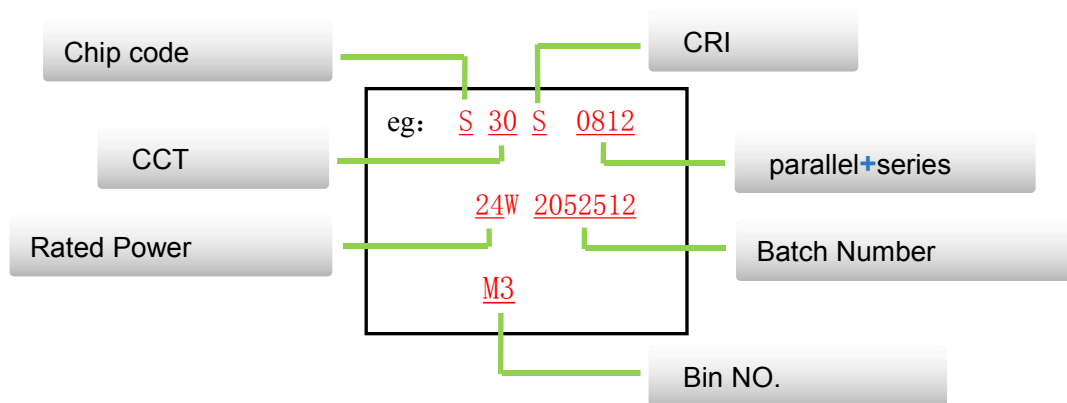 Chip code
CRI
eg： S 30 S 0812
CCT
parallel+series
24W 2052512
Rated Power
Batch Number
M3
Bin NO.